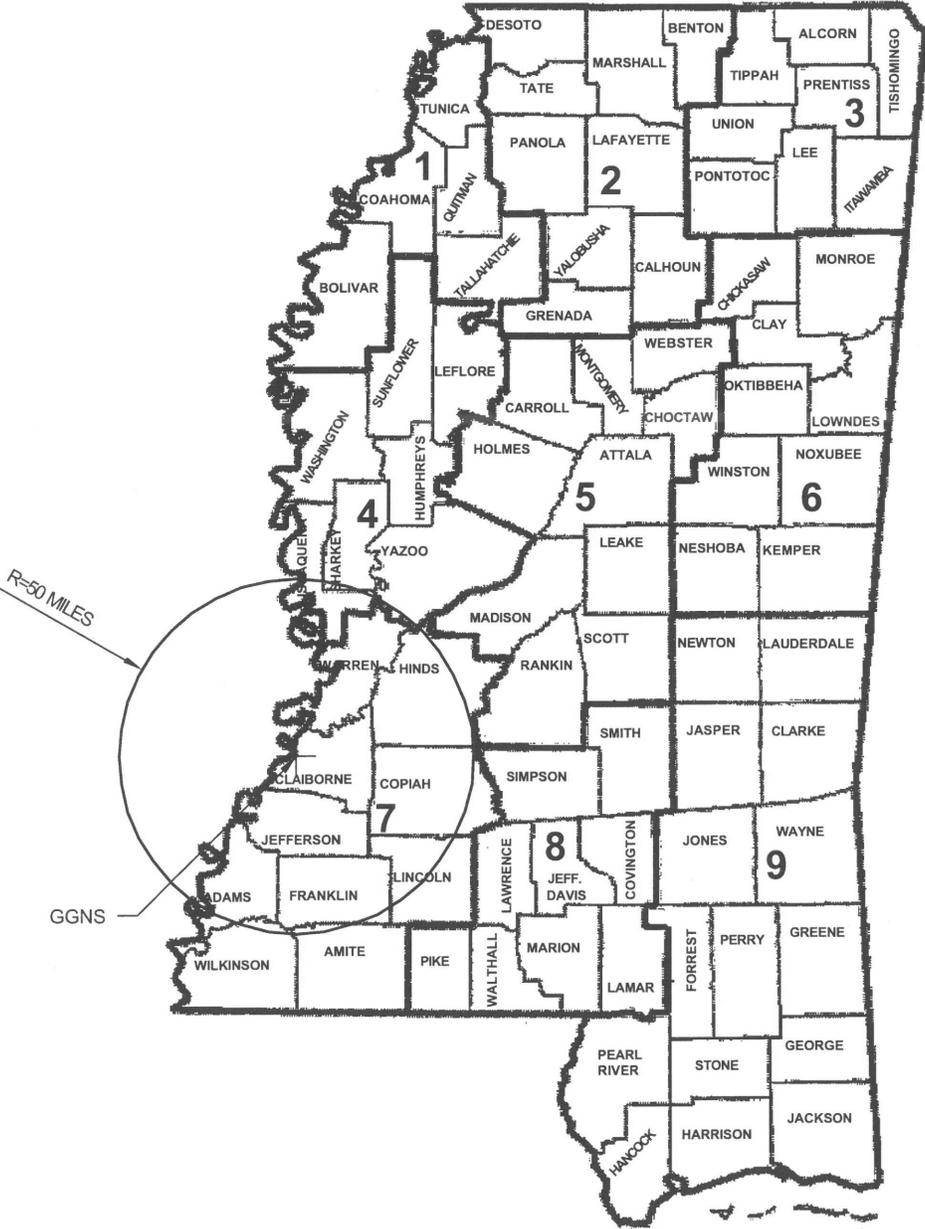 DESOTO
BENTON
ALCORN
TISHOMINGO
MARSHALL
TIPPAH
PRENTISS
TATE
3
TUNICA
UNION
PANOLA
LAFAYETTE
LEE
1
2
PONTOTOC
ITAWAMBA
COAHOMA
QUITMAN
TALLAHATCHIE
YALOBUSHA
CALHOUN
CHICKASAW
MONROE
BOLIVAR
GRENADA
CLAY
SUNFLOWER
LEFLORE
MONTGOMERY
WEBSTER
OKTIBBEHA
CARROLL
CHOCTAW
LOWNDES
WASHINGTON
HUMPHREYS
HOLMES
ATTALA
WINSTON
NOXUBEE
4
5
6
SHARKEY
YAZOO
LEAKE
NESHOBA
KEMPER
R=50 MILES
MADISON
SCOTT
NEWTON
LAUDERDALE
WARREN
HINDS
RANKIN
SMITH
JASPER
CLARKE
CLAIBORNE
COPIAH
SIMPSON
7
JEFFERSON
8
COVINGTON
JONES
WAYNE
9
LAWRENCE
JEFF.
DAVIS
ADAMS
FRANKLIN
LINCOLN
GGNS
WILKINSON
AMITE
PIKE
WALTHALL
MARION
LAMAR
FORREST
PERRY
GREENE
PEARL
RIVER
STONE
GEORGE
HANCOCK
HARRISON
JACKSON